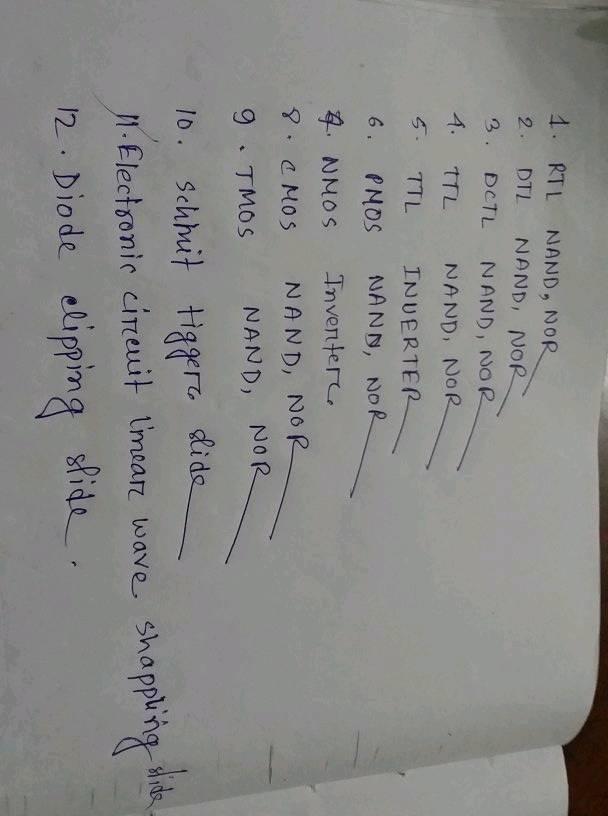 1. RTL NAND, NOR
2. DTL NAND, NOR
3. DCTL NAND, NOR
4. TTL NAND, NOR
5. TTL INVERTER
6. PMOS NAND, NOR
7. NMOS Inverter
8. CMOS NAND, NOR
9. TMOS NAND, NOR
10. Schmit tigger slide
11. Electronic circuit linear wave shappling slide
12. Diode clipping slide.